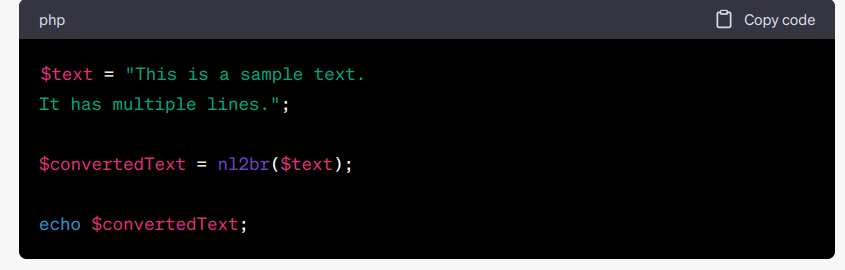 php Copy code
$text = "This is a sample text.
It has multiple lines.";
$convertedText = nl2br($text);
echo $convertedText;